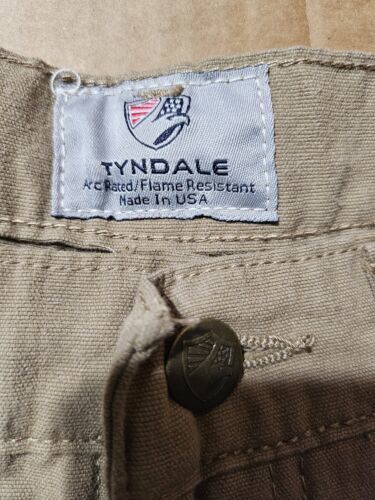 TYNDALE
Arc Rated/Flame Resistant
Made In USA